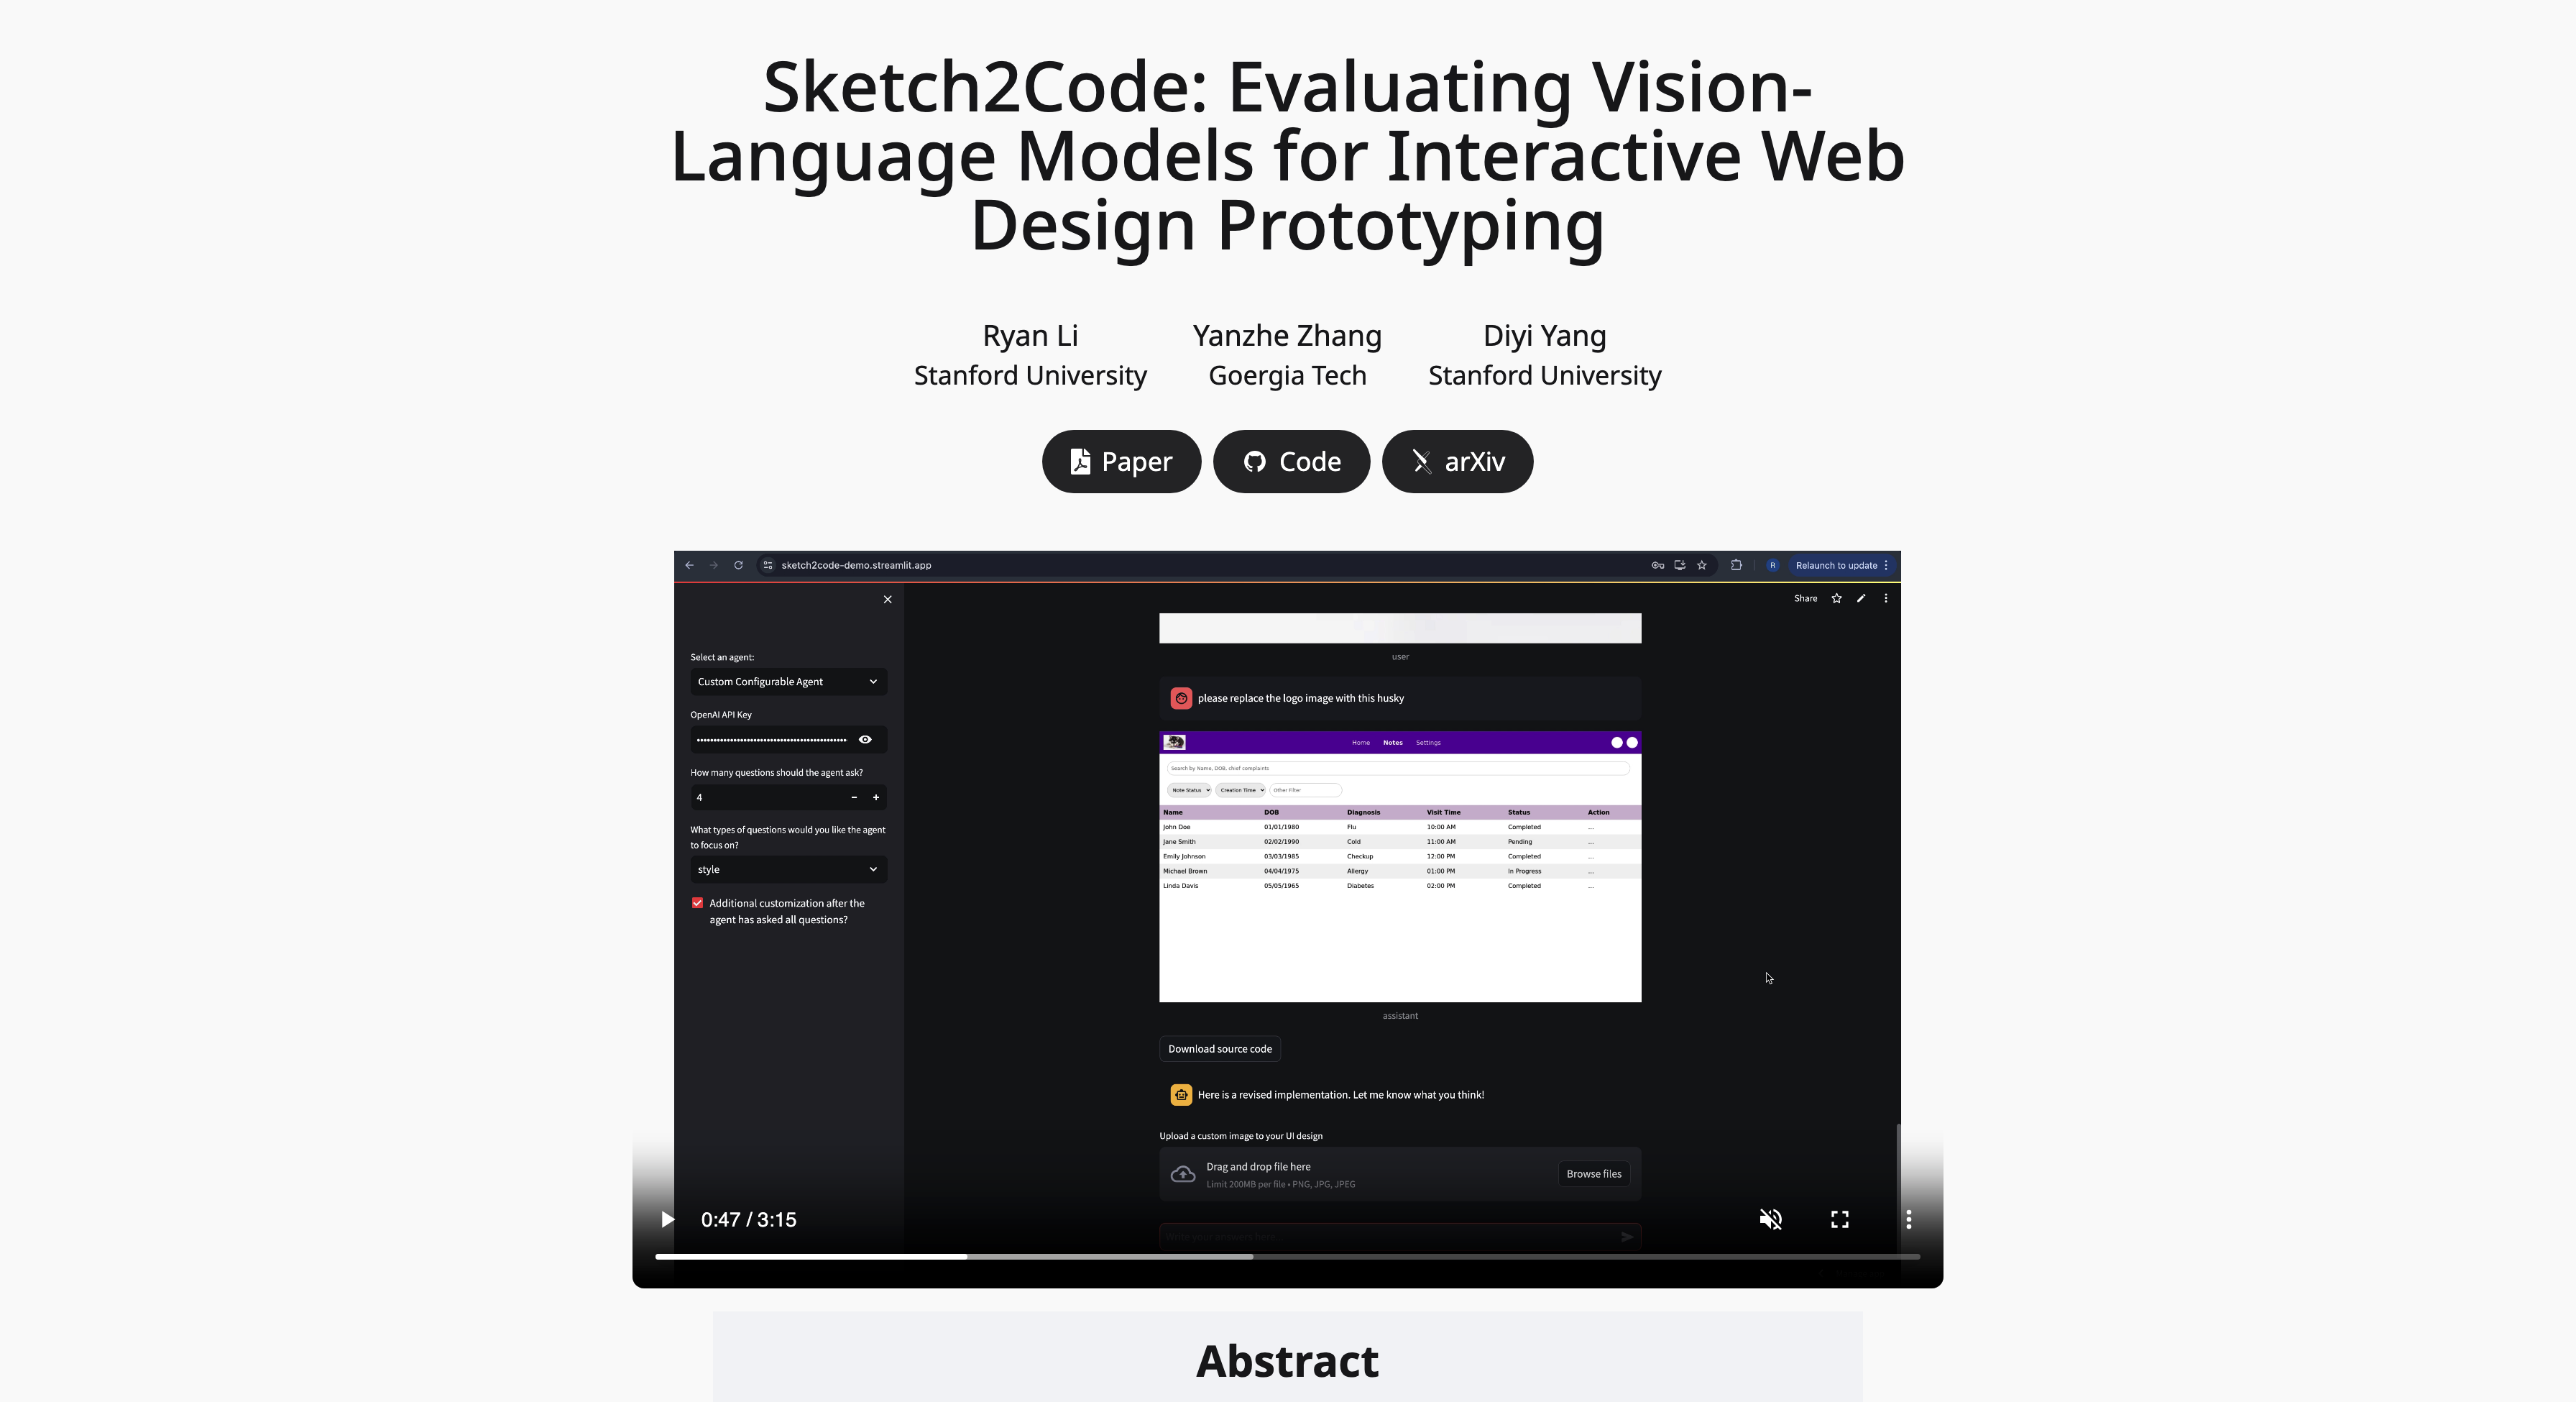 Sketch2Code: Evaluating Vision-
Language Models for Interactive Web
Design Prototyping
Ryan Li
Stanford University
Yanzhe Zhang
Goergia Tech
Diyi Yang
Stanford University
Paper
Code
arXiv
sketch2code-demo.streamlit.app
R
Relaunch to update
Share
Select an agent:
Custom Configurable Agent
OpenAI API Key
How many questions should the agent ask?
4
What types of questions would you like the agent
to focus on?
style
Additional customization after the
agent has asked all questions?
user
please replace the logo image with this husky
Home Notes Settings
Search by Name, DOB, chief complaints
Note Status Creation Time Other Filter
Name DOB Diagnosis Visit Time Status Action
John Doe 01/01/1980 Flu 10:00 AM Completed ...
Jane Smith 02/02/1990 Cold 11:00 AM Pending ...
Emily Johnson 03/03/1985 Checkup 12:00 PM Completed ...
Michael Brown 04/04/1975 Allergy 01:00 PM In Progress ...
Linda Davis 05/05/1965 Diabetes 02:00 PM Completed ...
assistant
Download source code
Here is a revised implementation. Let me know what you think!
Upload a custom image to your UI design
Drag and drop file here
Limit 200MB per file • PNG, JPG, JPEG
Browse files
Write your answers here...
0:47 / 3:15
Abstract